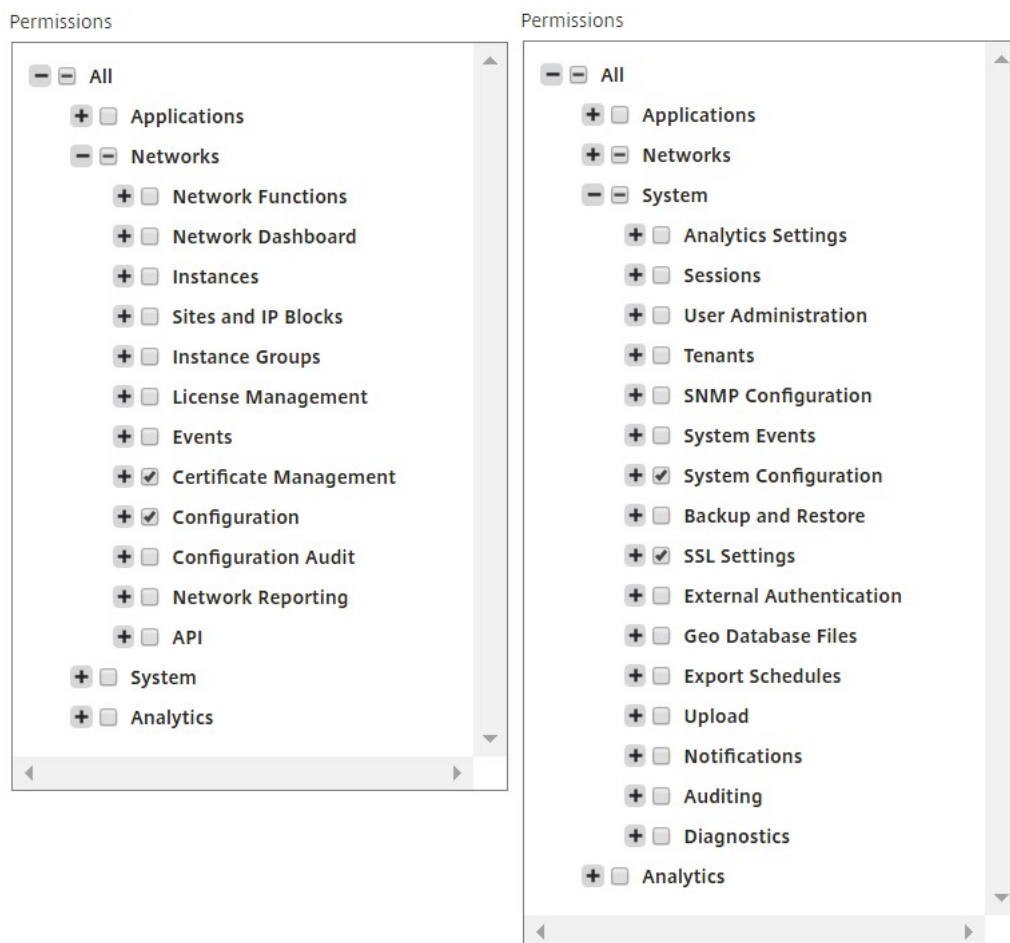 Permissions
All
Applications
Networks
Network Functions
Network Dashboard
Instances
Sites and IP Blocks
Instance Groups
License Management
Events
Certificate Management
Configuration
Configuration Audit
Network Reporting
API
System
Analytics
Permissions
All
Applications
Networks
System
Analytics Settings
Sessions
User Administration
Tenants
SNMP Configuration
System Events
System Configuration
Backup and Restore
SSL Settings
External Authentication
Geo Database Files
Export Schedules
Upload
Notifications
Auditing
Diagnostics
Analytics